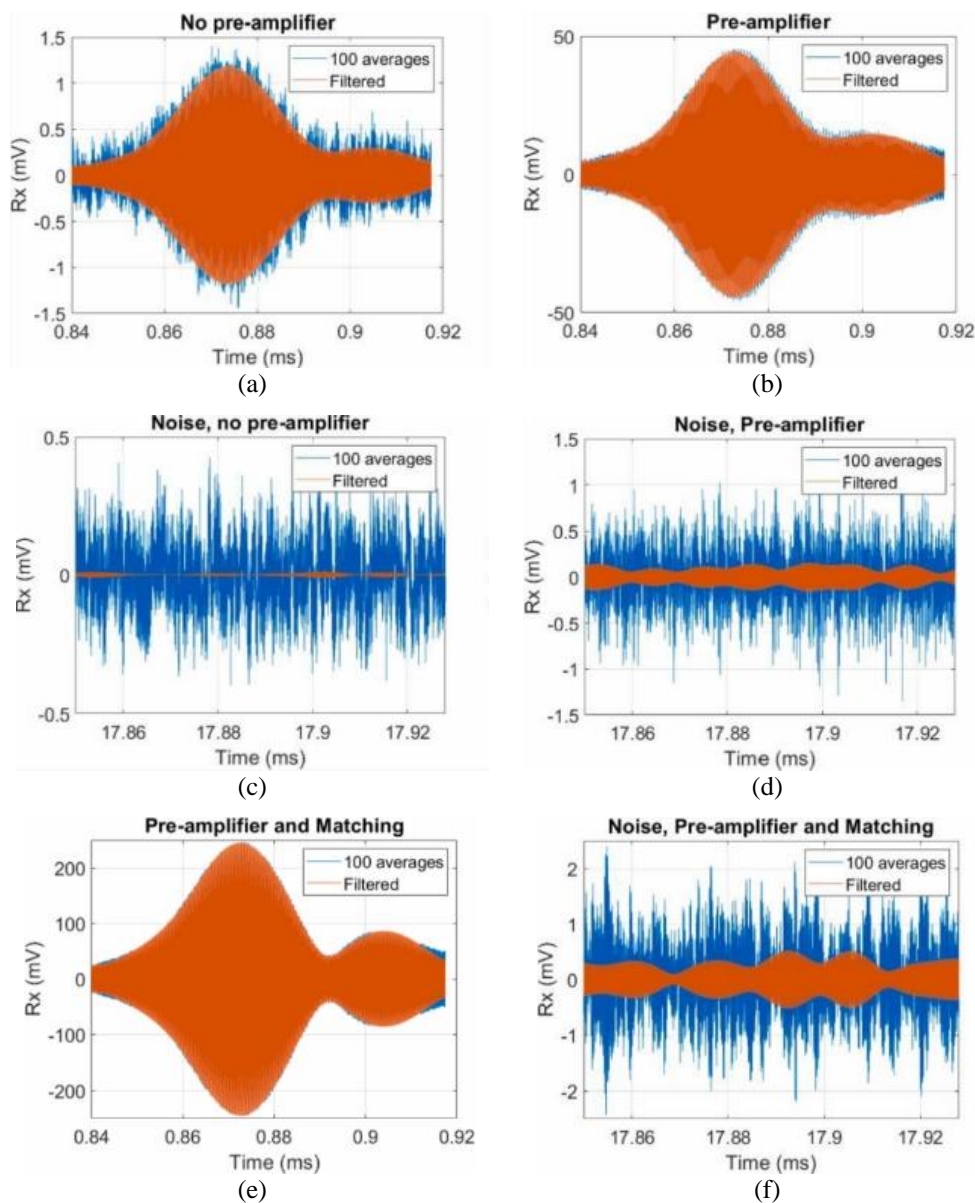 No pre-amplifier
1.5
1
0.5
0
-0.5
-1
-1.5
Rx (mV)
100 averages
Filtered
0.84
0.86
0.88
0.9
0.92
Time (ms)
(a)
Pre-amplifier
50
0
-50
Rx (mV)
100 averages
Filtered
0.84
0.86
0.88
0.9
0.92
Time (ms)
(b)
Noise, no pre-amplifier
0.5
0
-0.5
Rx (mV)
100 averages
Filtered
17.86
17.88
17.9
17.92
Time (ms)
(c)
Noise, Pre-amplifier
1.5
1
0.5
0
-0.5
-1
-1.5
Rx (mV)
100 averages
Filtered
17.86
17.88
17.9
17.92
Time (ms)
(d)
Pre-amplifier and Matching
200
100
0
-100
-200
Rx (mV)
100 averages
Filtered
0.84
0.86
0.88
0.9
0.92
Time (ms)
(e)
Noise, Pre-amplifier and Matching
2
1
0
-1
-2
Rx (mV)
100 averages
Filtered
17.86
17.88
17.9
17.92
Time (ms)
(f)